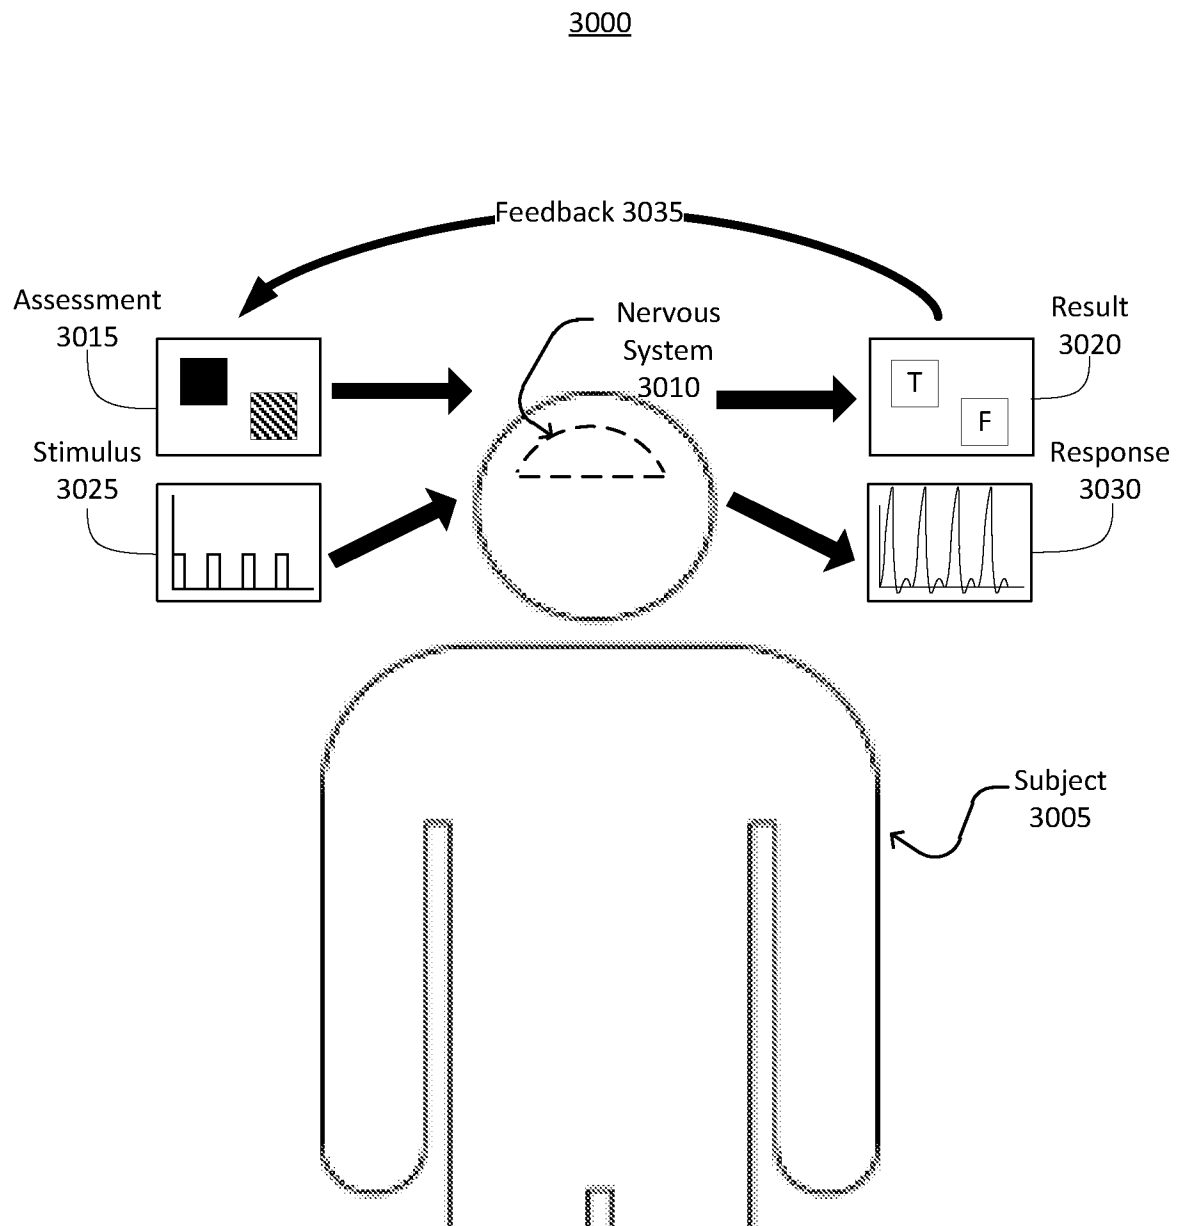 3000
Feedback 3035
Assessment
3015
Nervous
System
3010
Result
3020
T
F
Stimulus
3025
Response
3030
Subject
3005